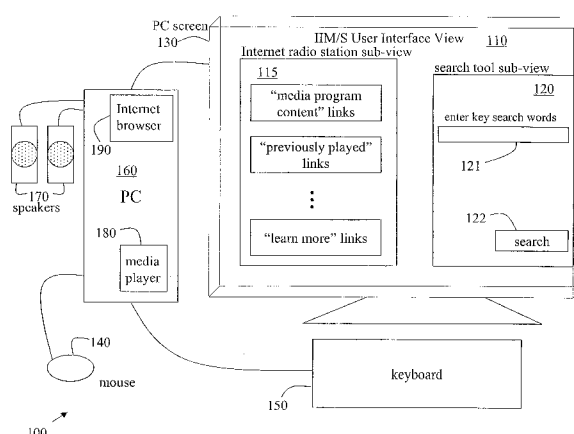 PC screen
130
IIM/S User Interface View
110
Internet radio station sub-view
115
"media program
content" links
"previously played"
links
"learn more" links
search tool sub-view
120
enter key search words
121
122
search
Internet
browser
190
160
PC
170
speakers
180
media
player
140
mouse
150
keyboard
100